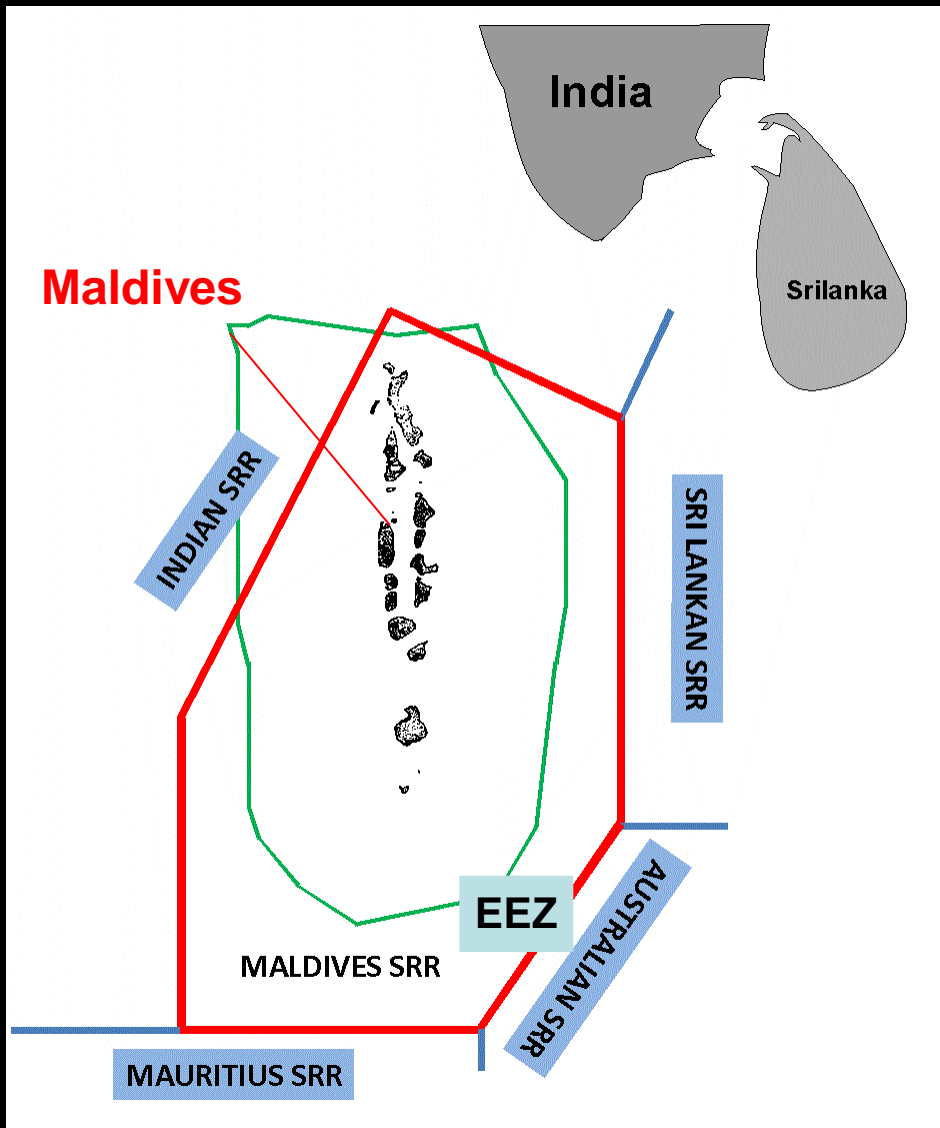 India
Srilanka
Maldives
INDIAN SRR
SRI LANKAN SRR
EEZ
AUSTRALIAN SRR
MALDIVES SRR
MAURITIUS SRR